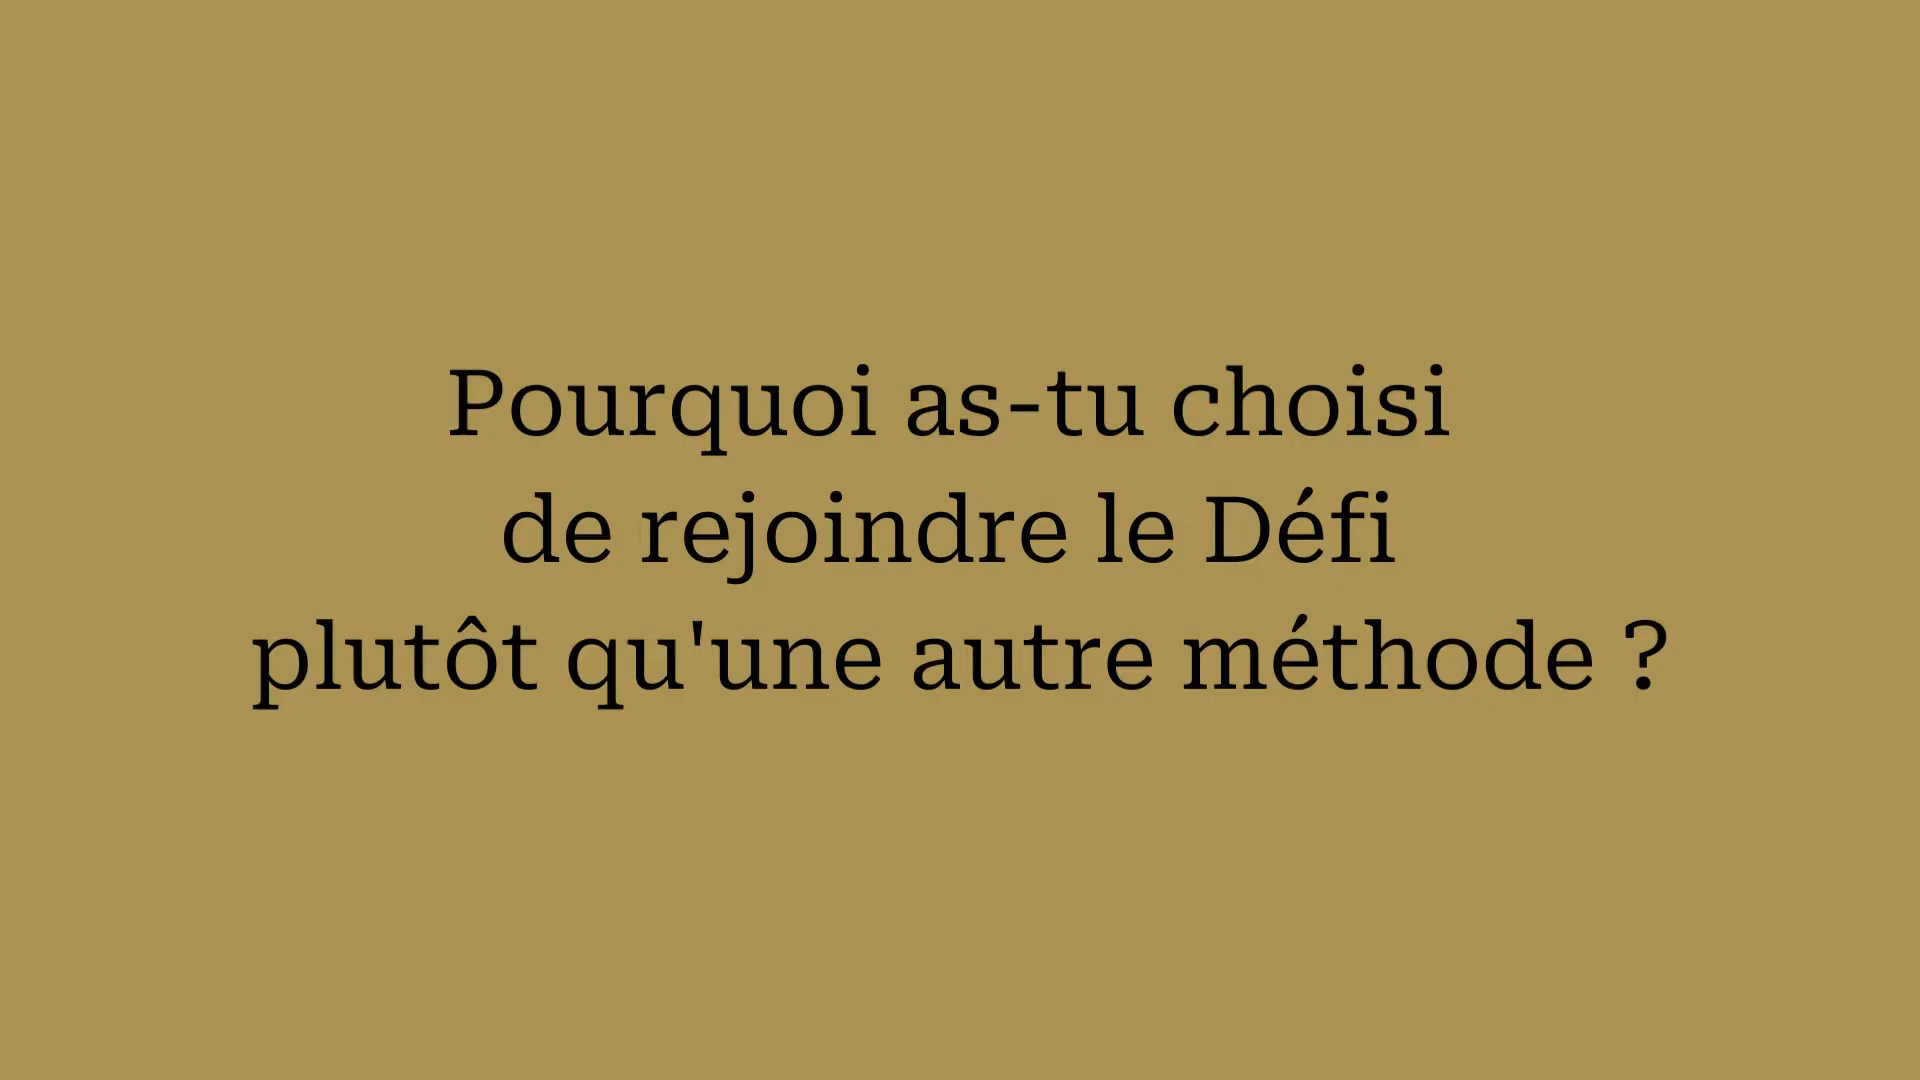 Pourquoi as-tu choisi
de rejoindre le Défi
plutôt qu'une autre méthode ?